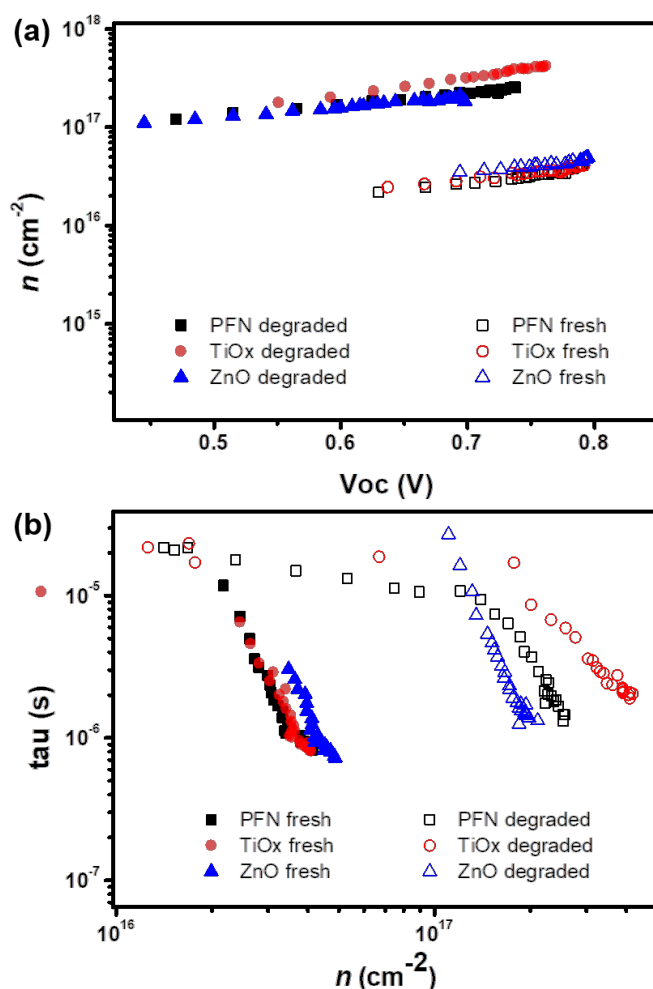 (a)
10^18
10^17
10^16
10^15
n (cm^-2)
PFN degraded
TiOx degraded
ZnO degraded
PFN fresh
TiOx fresh
ZnO fresh
0.5 0.6 0.7 0.8
Voc (V)
(b)
10^-5
10^-6
10^-7
tau (s)
PFN fresh
TiOx fresh
ZnO fresh
PFN degraded
TiOx degraded
ZnO degraded
10^16 10^17
n (cm^-2)